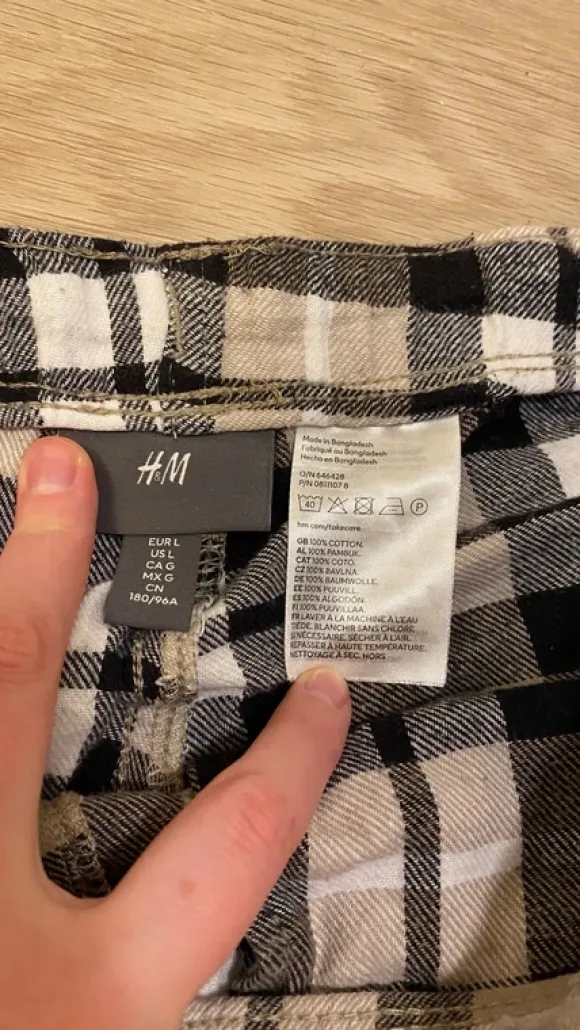 H&M
EUR L
US L
CA G
MX G
CN
180/96A
Made in Bangladesh
Fabriqué au Bangladesh
Hecho en Bangladesh
O/N 646428
P/N 0811107 8
40 P
hm.com/takecare
GB 100% COTTON.
AL 100% PAMBUK.
CAT 100% COTÓ.
CZ 100% BAVLNA.
DE 100% BAUMWOLLE.
EE 100% PUUVILL.
ES 100% ALGODÓN.
FI 100% PUUVILLAA.
FR LAVER À LA MACHINE À L'EAU
TIÈDE. BLANCHIR SANS CHLORE
SI NÉCESSAIRE. SÉCHER À L'AIR.
REPASSER À HAUTE TEMPÉRATURE.
NETTOYAGE À SEC. HORS